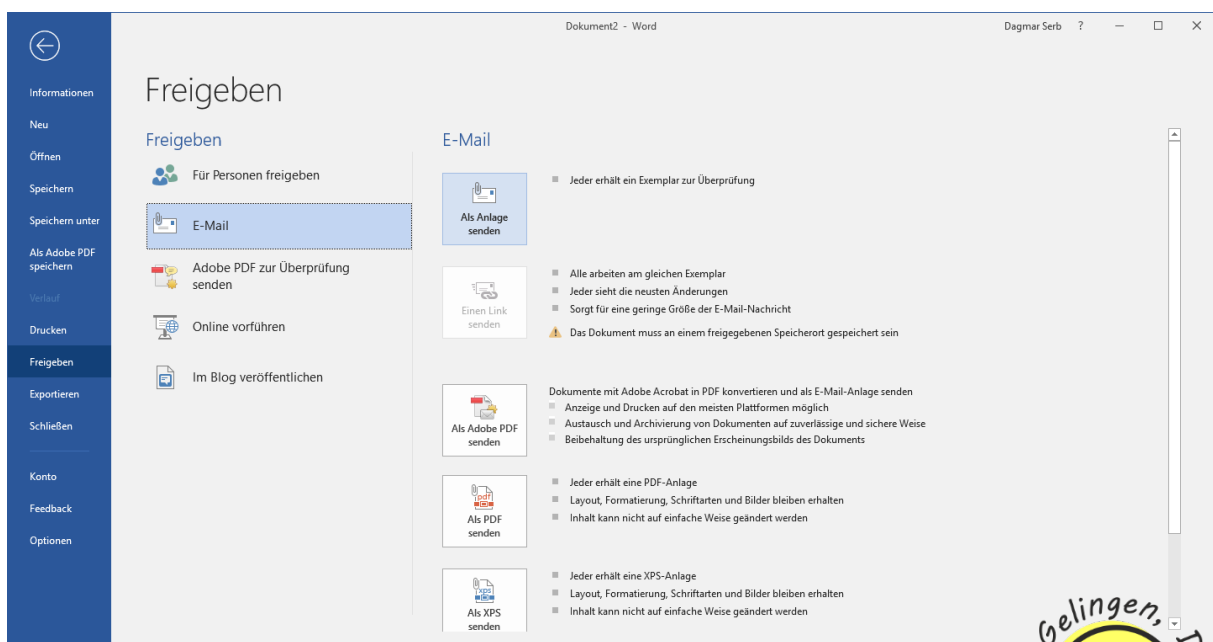 Dokument2 - Word
Dagmar Serb ?
Informationen
Neu
Öffnen
Speichern
Speichern unter
Als Adobe PDF
speichern
Verlauf
Drucken
Freigeben
Exportieren
Schließen
Konto
Feedback
Optionen
Freigeben
Freigeben
Für Personen freigeben
E-Mail
Adobe PDF zur Überprüfung
senden
Online vorführen
Im Blog veröffentlichen
E-Mail
Als Anlage
senden
Jeder erhält ein Exemplar zur Überprüfung
Einen Link
senden
Alle arbeiten am gleichen Exemplar
Jeder sieht die neusten Änderungen
Sorgt für eine geringe Größe der E-Mail-Nachricht
Das Dokument muss an einem freigegebenen Speicherort gespeichert sein
Als Adobe PDF
senden
Dokumente mit Adobe Acrobat in PDF konvertieren und als E-Mail-Anlage senden
Anzeige und Drucken auf den meisten Plattformen möglich
Austausch und Archivierung von Dokumenten auf zuverlässige und sichere Weise
Beibehaltung des ursprünglichen Erscheinungsbilds des Dokuments
pdf
Als PDF
senden
Jeder erhält eine PDF-Anlage
Layout, Formatierung, Schriftarten und Bilder bleiben erhalten
Inhalt kann nicht auf einfache Weise geändert werden
xps
Als XPS
senden
Jeder erhält eine XPS-Anlage
Layout, Formatierung, Schriftarten und Bilder bleiben erhalten
Inhalt kann nicht auf einfache Weise geändert werden
Gelingen,